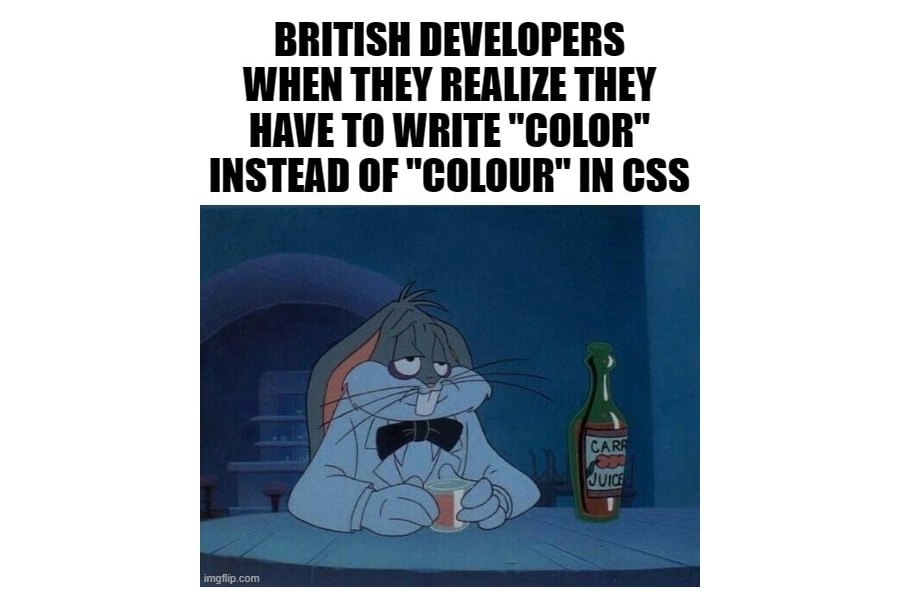 BRITISH DEVELOPERS
WHEN THEY REALIZE THEY
HAVE TO WRITE "COLOR"
INSTEAD OF "COLOUR" IN CSS
CARR
JUICE
imgflip.com